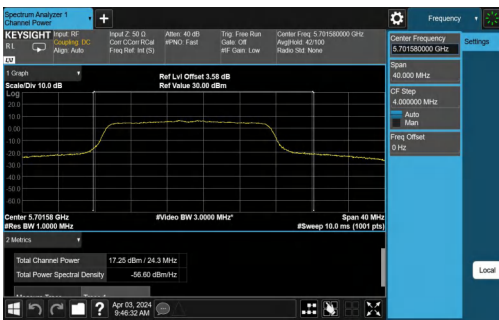 Spectrum Analyzer 1
Channel Power
Frequency
KEYSIGHT
R L
Input: RF
Coupling: DC
Align: Auto
Input Z: 50 Ω
Corr CCorr RCal
Freq Ref: Int (S)
Atten: 40 dB
#PNO: Fast
Trig: Free Run
Gate: Off
#IF Gain: Low
Center Freq: 5.701580000 GHz
Avg|Hold: 42/100
Radio Std: None
Center Frequency
5.701580000 GHz
Settings
Span
40.000 MHz
CF Step
4.000000 MHz
Auto
Man
Freq Offset
0 Hz
Local
1 Graph
Scale/Div 10.0 dB
Ref Lvl Offset 3.58 dB
Ref Value 30.00 dBm
Log
20.0
10.0
0.00
-10.0
-20.0
-30.0
-40.0
-50.0
-60.0
Center 5.70158 GHz
#Res BW 1.0000 MHz
#Video BW 3.0000 MHz*
Span 40 MHz
#Sweep 10.0 ms (1001 pts)
2 Metrics
Total Channel Power 17.25 dBm / 24.3 MHz
Total Power Spectral Density -56.60 dBm/Hz
?
Apr 03, 2024
9:46:32 AM